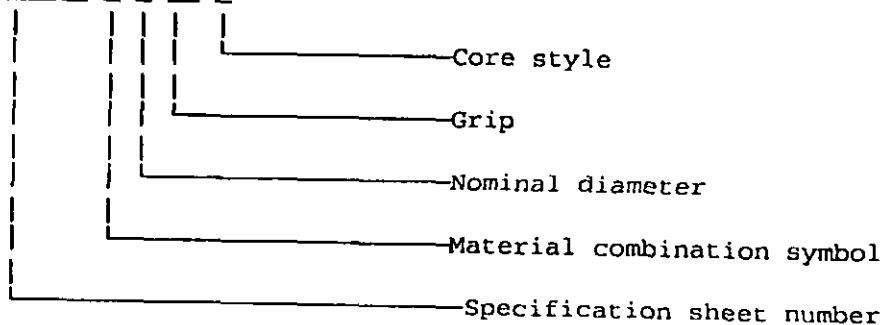 Core style
Grip
Nominal diameter
Material combination symbol
Specification sheet number